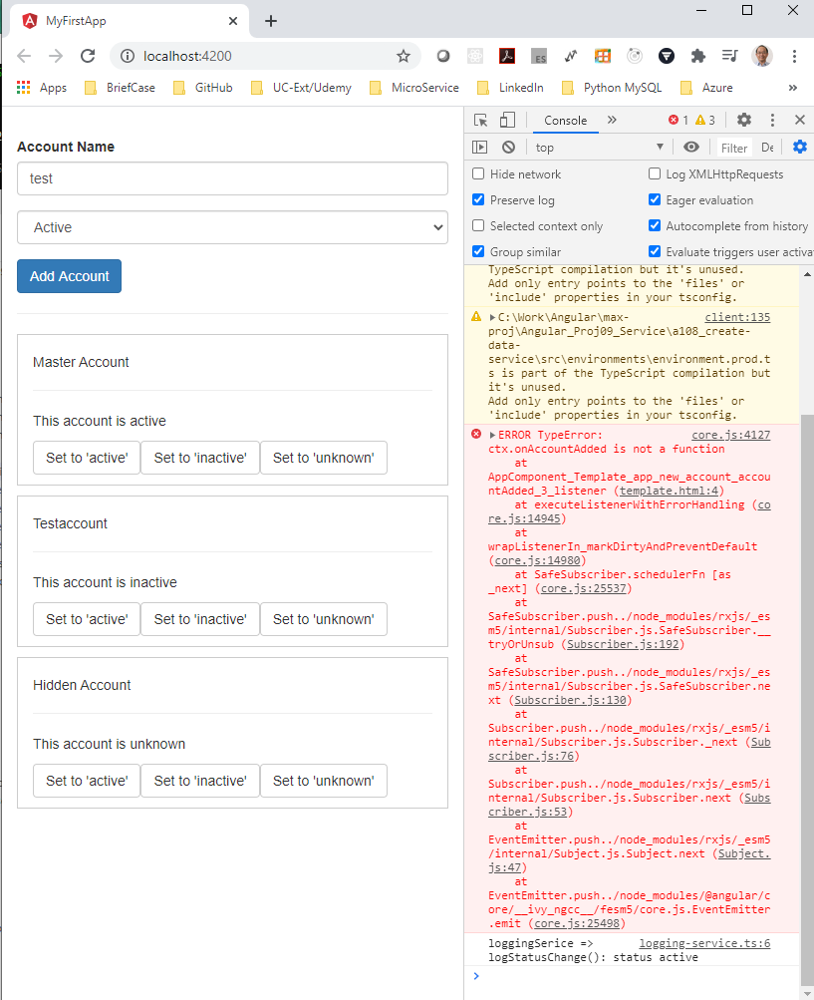 MyFirstApp
localhost:4200
ES
Apps
BriefCase
GitHub
UC-Ext/Udemy
MicroService
LinkedIn
Python MySQL
Azure
»
Account Name
test
Active
Add Account
Master Account
This account is active
Set to 'active'
Set to 'inactive'
Set to 'unknown'
Testaccount
This account is inactive
Set to 'active'
Set to 'inactive'
Set to 'unknown'
Hidden Account
This account is unknown
Set to 'active'
Set to 'inactive'
Set to 'unknown'
Console
»
1
3
top
Filter
De
Hide network
Log XMLHttpRequests
Preserve log
Eager evaluation
Selected context only
Autocomplete from history
Group similar
Evaluate triggers user activat
TypeScript compilation but it's unused.
Add only entry points to the 'files' or
'include' properties in your tsconfig.
C:\Work\Angular\max- client:135
proj\Angular_Proj09_Service\a108_create-
data-
service\src\environments\environment.prod.t
s is part of the TypeScript compilation but
it's unused.
Add only entry points to the 'files' or
'include' properties in your tsconfig.
ERROR TypeError: core.js:4127
ctx.onAccountAdded is not a function
at
AppComponent_Template_app_new_account_accou
ntAdded_3_listener (template.html:4)
at executeListenerWithErrorHandling (co
re.js:14945)
at
wrapListenerIn_markDirtyAndPreventDefault
(core.js:14980)
at SafeSubscriber.schedulerFn [as
_next] (core.js:25537)
at
SafeSubscriber.push../node_modules/rxjs/_es
m5/internal/Subscriber.js.SafeSubscriber.__
tryOrUnsub (Subscriber.js:192)
at
SafeSubscriber.push../node_modules/rxjs/_es
m5/internal/Subscriber.js.SafeSubscriber.ne
xt (Subscriber.js:130)
at
Subscriber.push../node_modules/rxjs/_esm5/i
nternal/Subscriber.js.Subscriber._next (Sub
scriber.js:76)
at
Subscriber.push../node_modules/rxjs/_esm5/i
nternal/Subscriber.js.Subscriber.next (Subs
criber.js:53)
at
EventEmitter.push../node_modules/rxjs/_esm5
/internal/Subject.js.Subject.next (Subject.
js:47)
at
EventEmitter.push../node_modules/@angular/c
ore/__ivy_ngcc__/fesm5/core.js.EventEmitter
.emit (core.js:25498)
loggingSerice => logging-service.ts:6
logStatusChange(): status active